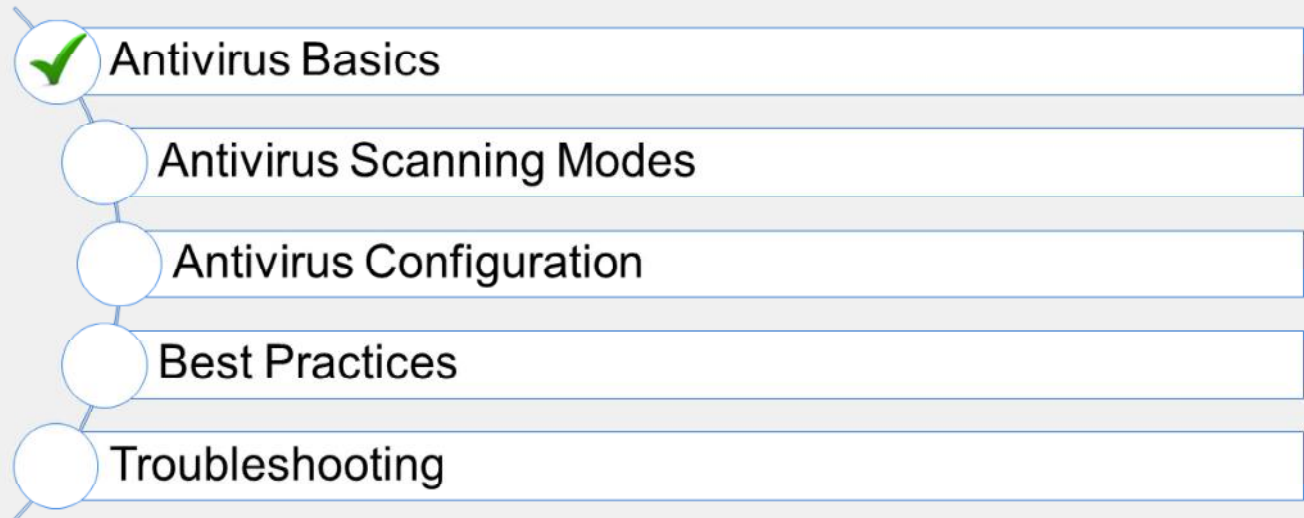 Antivirus Basics
Antivirus Scanning Modes
Antivirus Configuration
Best Practices
Troubleshooting